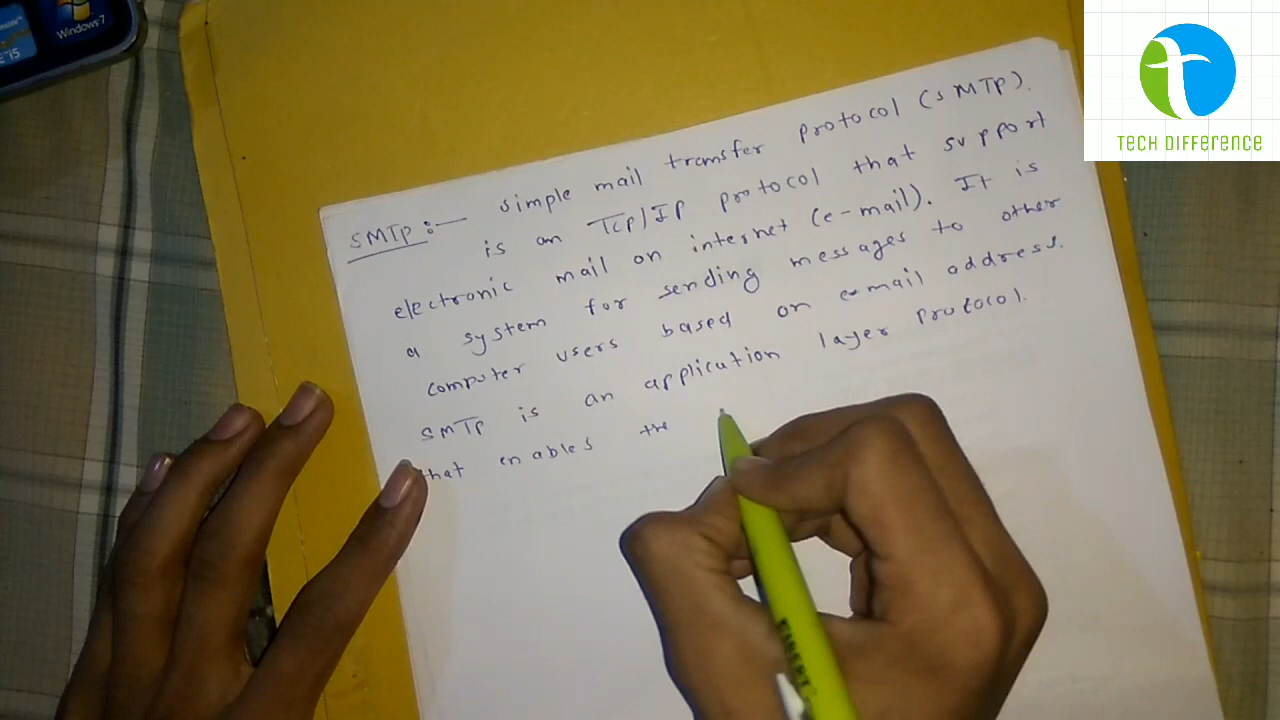 SMTP :— simple mail transfer protocol (SMTP).
is an TCP/IP protocol that support
electronic mail on internet (e-mail). It is
a system for sending messages to other
computer users based on e-mail address.
SMTP is an application layer protocol.
that enables the
Windows 7
TECH DIFFERENCE